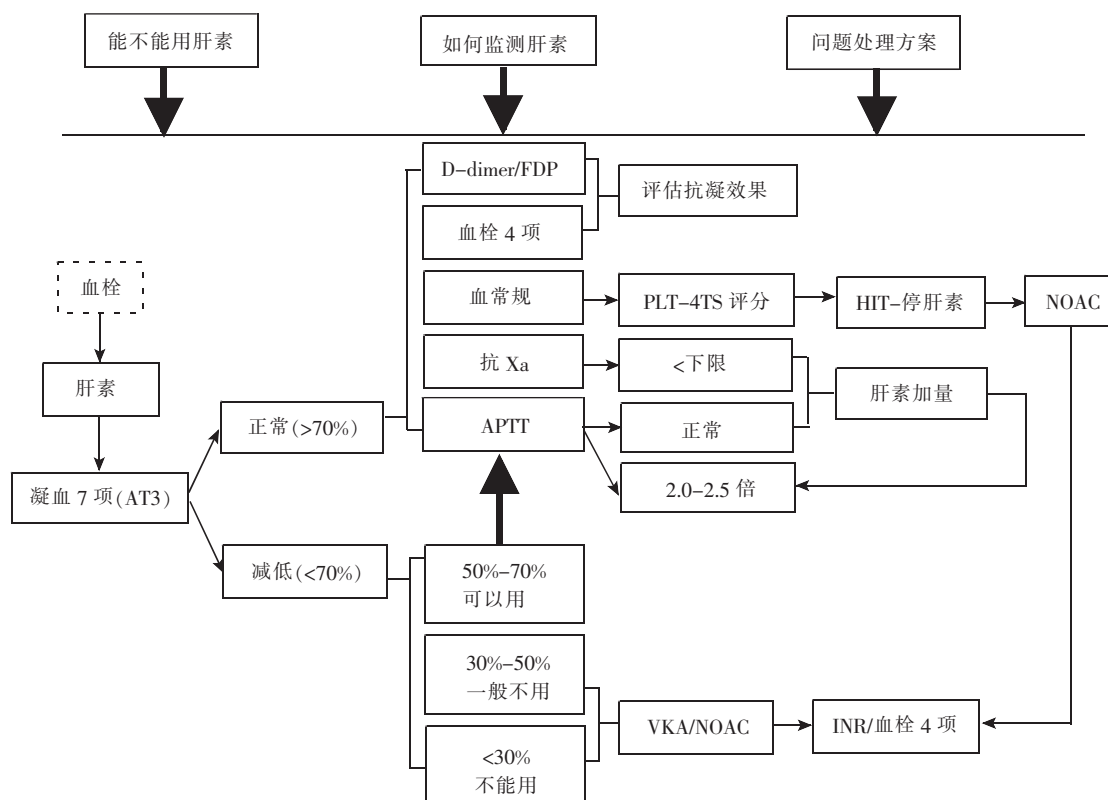 能不能用肝素
如何监测肝素
问题处理方案
D-dimer/FDP
评估抗凝效果
血栓 4 项
血栓
血常规
PLT-4TS 评分
HIT-停肝素
NOAC
肝素
抗 Xa
<下限
肝素加量
正常(>70%)
APTT
正常
凝血 7 项(AT3)
2.0-2.5 倍
减低(<70%)
50%-70%
可以用
30%-50%
一般不用
VKA/NOAC
INR/血栓 4 项
<30%
不能用